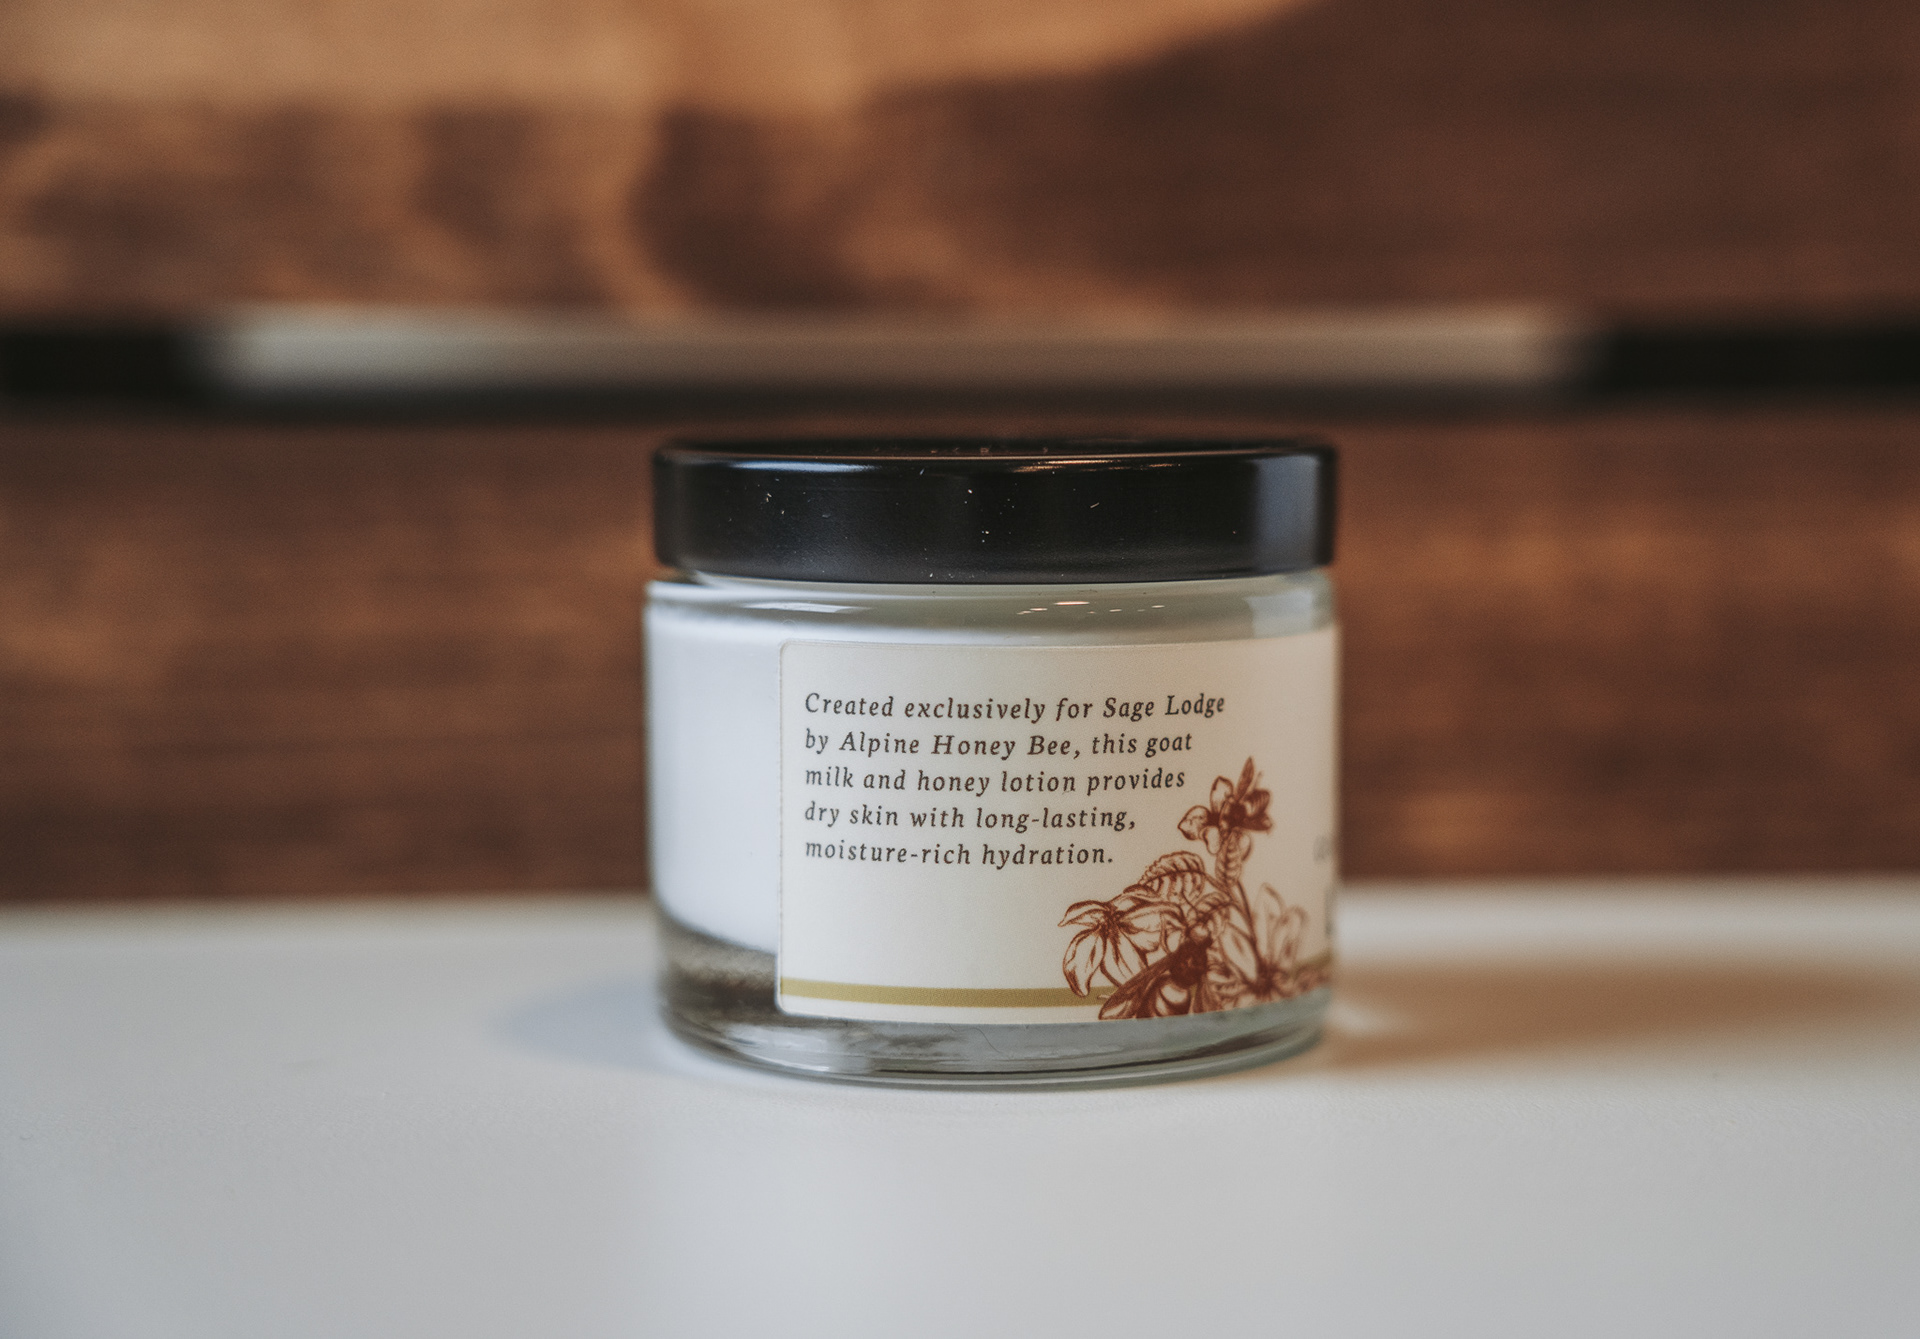 Created exclusively for Sage Lodge
by Alpine Honey Bee, this goat
milk and honey lotion provides
dry skin with long-lasting,
moisture-rich hydration.